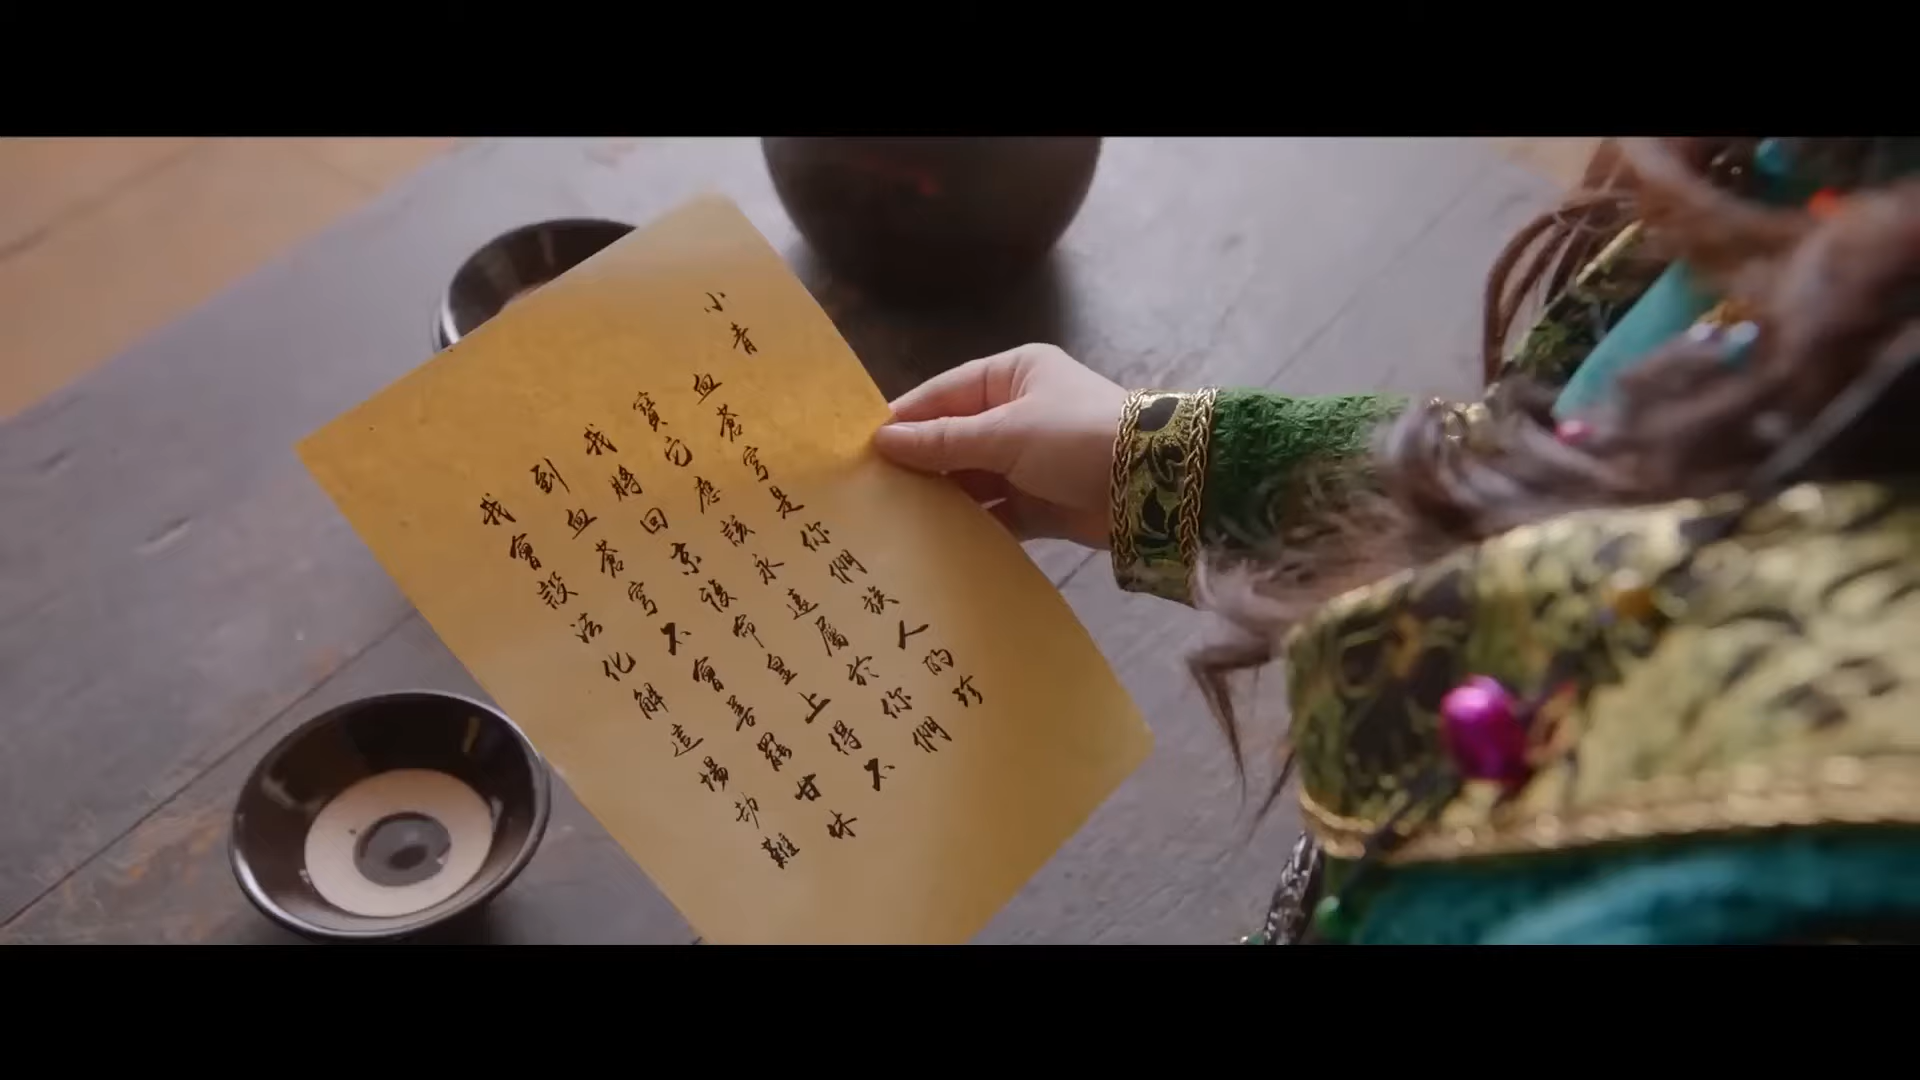 小青
血蒼穹是你們族人的珍
寶它應該永遠屬於你們
我將回京復命皇上得不
到血蒼穹不會善罷甘休
我會設法化解這場劫難